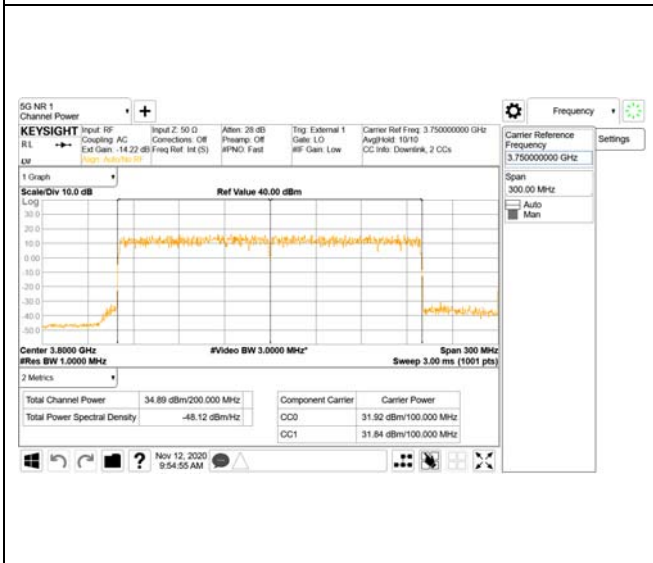 5G NR 1
Channel Power
Frequency
KEYSIGHT
RL
Input: RF
Coupling: AC
Ext Gain: -14.22 dB
Align: Auto/No RF
Input Z: 50 Ω
Corrections: Off
Freq Ref: Int (S)
Atten: 28 dB
Preamp: Off
#PNO: Fast
Trig: External 1
Gate: LO
#IF Gain: Low
Carrier Ref Freq: 3.750000000 GHz
Avg|Hold: 10/10
CC Info: Downlink, 2 CCs
Carrier Reference
Frequency
3.750000000 GHz
Settings
Span
300.00 MHz
Auto
Man
1 Graph
Scale/Div 10.0 dB
Ref Value 40.00 dBm
Log
30.0
20.0
10.0
0.00
-10.0
-20.0
-30.0
-40.0
-50.0
Center 3.8000 GHz
#Video BW 3.0000 MHz*
Span 300 MHz
#Res BW 1.0000 MHz
Sweep 3.00 ms (1001 pts)
2 Metrics
Total Channel Power 34.89 dBm/200.000 MHz
Total Power Spectral Density -48.12 dBm/Hz
Component Carrier Carrier Power
CC0 31.92 dBm/100.000 MHz
CC1 31.84 dBm/100.000 MHz
Nov 12, 2020
9:54:55 AM